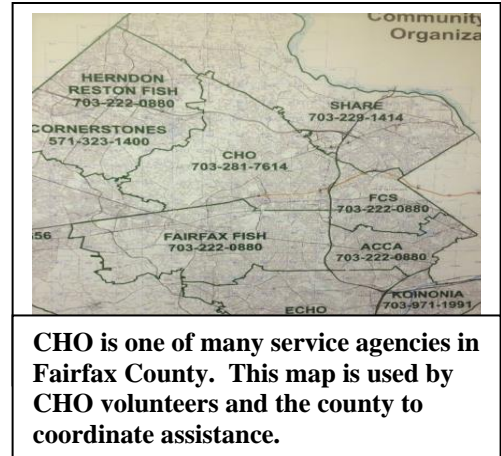 Community
Organiza
HERNDON
RESTON FISH
703-222-0880
SHARE
703-229-1414
CORNERSTONES
571-323-1400
CHO
703-281-7614
FCS
703-222-0880
56
FAIRFAX FISH
703-222-0880
ACCA
703-222-0880
KOINONIA
703-971-1991
ECHO
CHO is one of many service agencies in
Fairfax County. This map is used by
CHO volunteers and the county to
coordinate assistance.